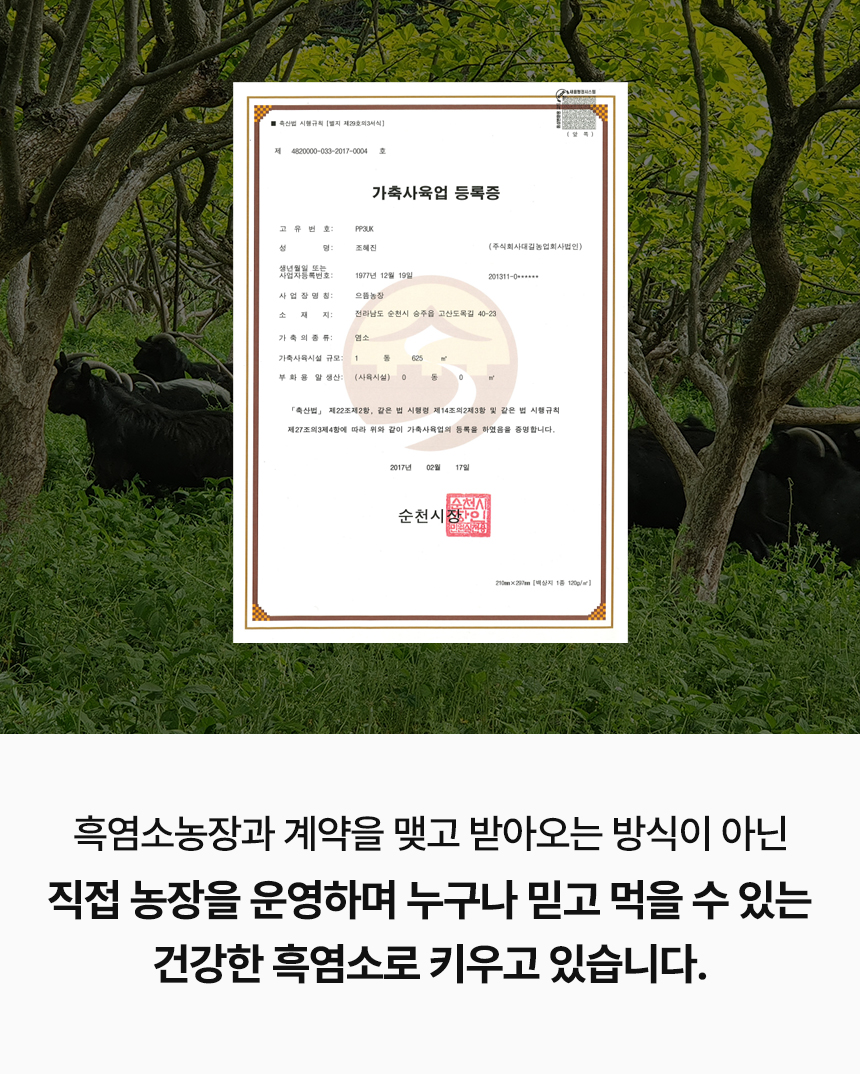 ■ 축산법 시행규칙 [별지 제29호의3서식]
제 4820000-033-2017-0004 호
(앞 쪽)
가축사육업 등록증
고 유 번 호: PP3UK
성 명: 조혜진 (주식회사대길농업회사법인)
생년월일 또는
사업자등록번호: 1977년 12월 19일 201311-0******
사 업 장 명 칭: 으뜸농장
소 재 지: 전라남도 순천시 승주읍 고산도목길 40-23
가 축 의 종 류: 염소
가축사육시설 규모: 1 동 625 ㎡
부 화 용 알 생산: (사육시설) 0 동 0 ㎡
「축산법」 제22조제2항, 같은 법 시행령 제14조의2제3항 및 같은 법 시행규칙
제27조의3제4항에 따라 위와 같이 가축사육업의 등록을 하였음을 증명합니다.
2017년 02월 17일
순천시장
210㎜×297㎜ [백상지 1종 120g/㎡]
흑염소농장과 계약을 맺고 받아오는 방식이 아닌
직접 농장을 운영하며 누구나 믿고 먹을 수 있는
건강한 흑염소로 키우고 있습니다.